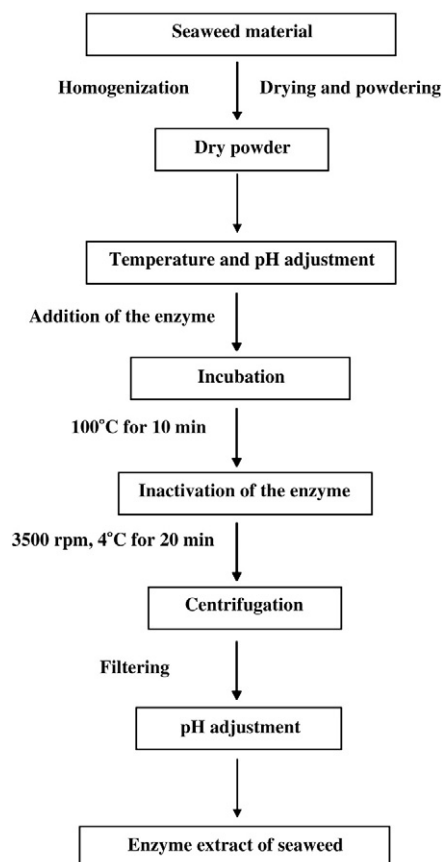 Seaweed material
Homogenization
Drying and powdering
Dry powder
Temperature and pH adjustment
Addition of the enzyme
Incubation
100°C for 10 min
Inactivation of the enzyme
3500 rpm, 4°C for 20 min
Centrifugation
Filtering
pH adjustment
Enzyme extract of seaweed